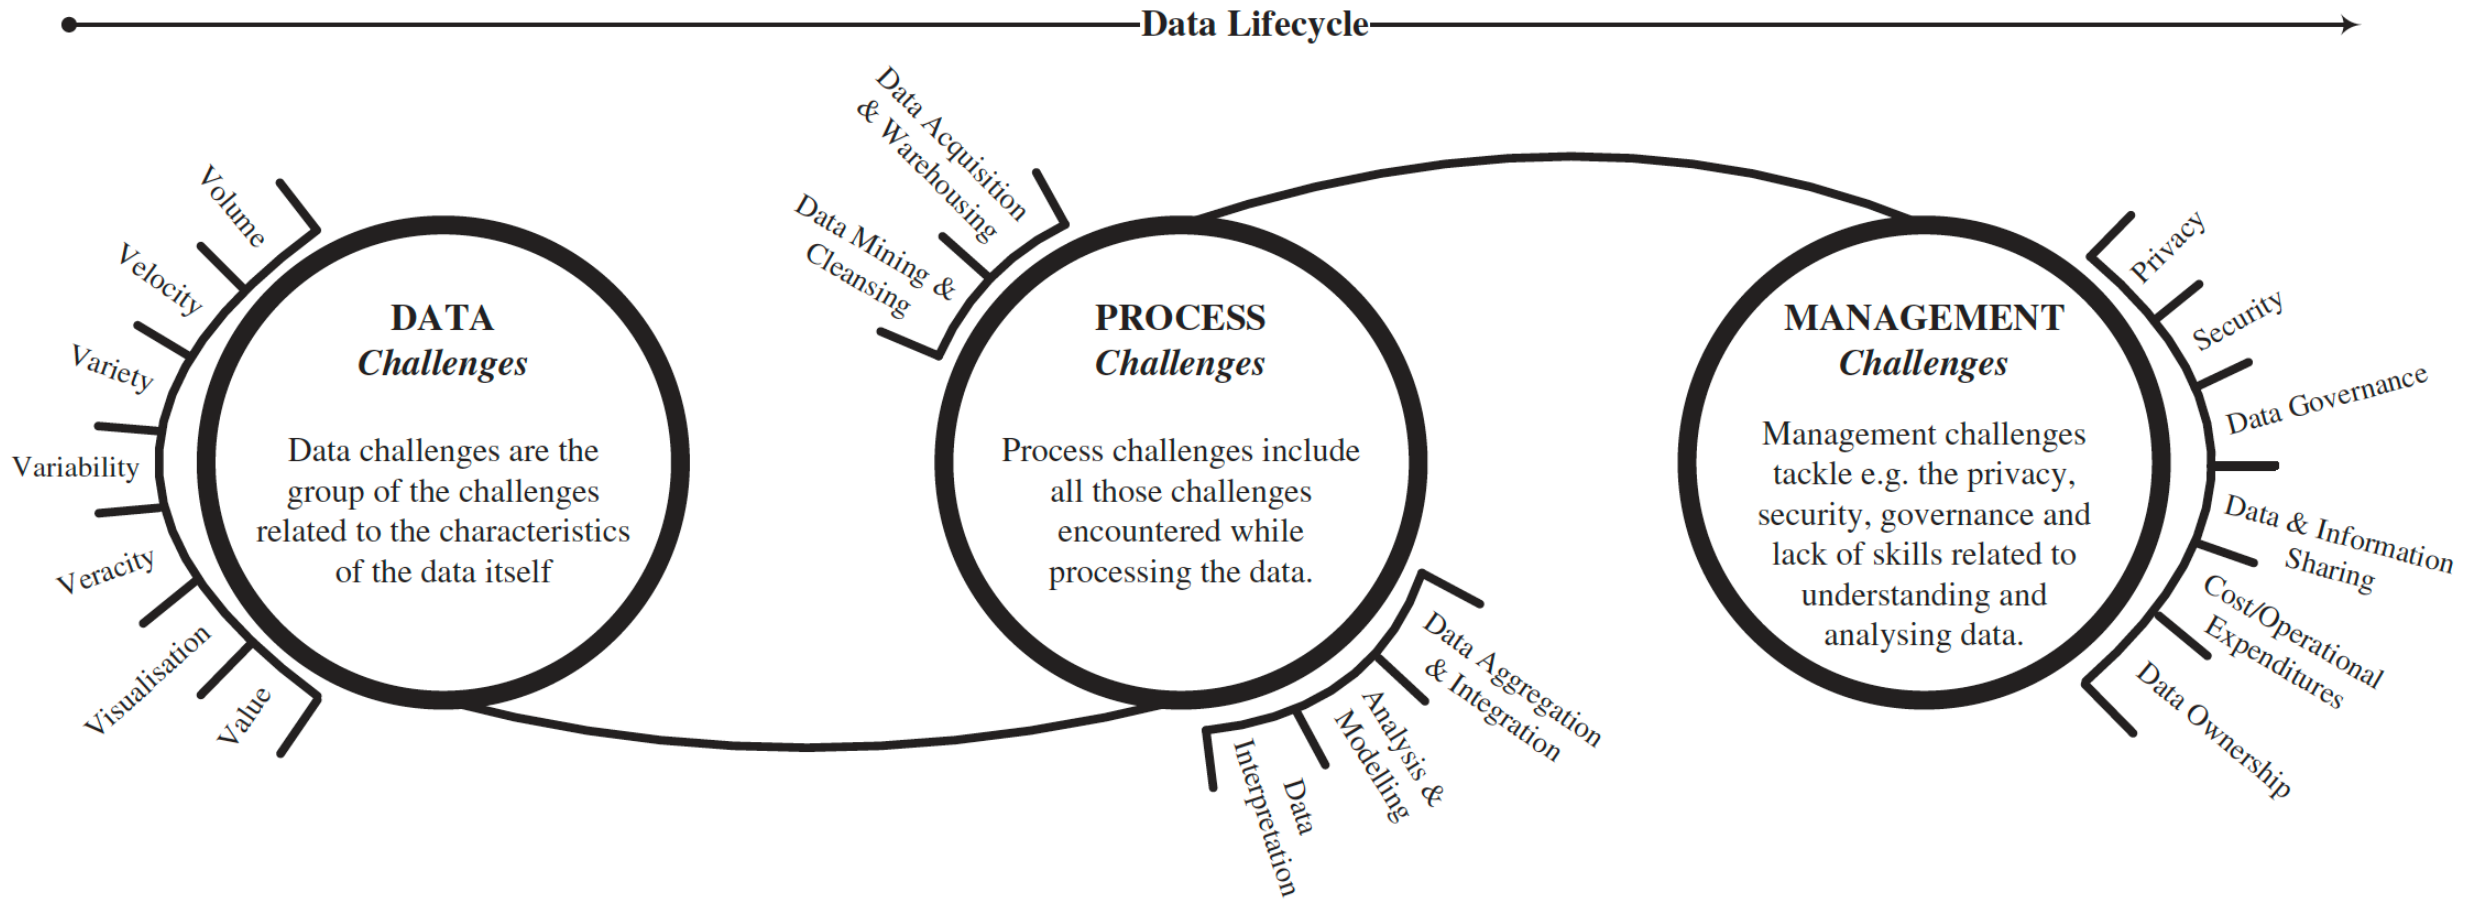 Data Lifecycle
Volume
Velocity
Variety
Variability
Veracity
Visualisation
Value
DATA
Challenges
Data challenges are the
group of the challenges
related to the characteristics
of the data itself
Data Acquisition
& Warehousing
Data Mining &
Cleansing
PROCESS
Challenges
Process challenges include
all those challenges
encountered while
processing the data.
Data Aggregation
& Integration
Analysis &
Modelling
Data
Interpretation
MANAGEMENT
Challenges
Management challenges
tackle e.g. the privacy,
security, governance and
lack of skills related to
understanding and
analysing data.
Privacy
Security
Data Governance
Data & Information
Sharing
Cost/Operational
Expenditures
Data Ownership